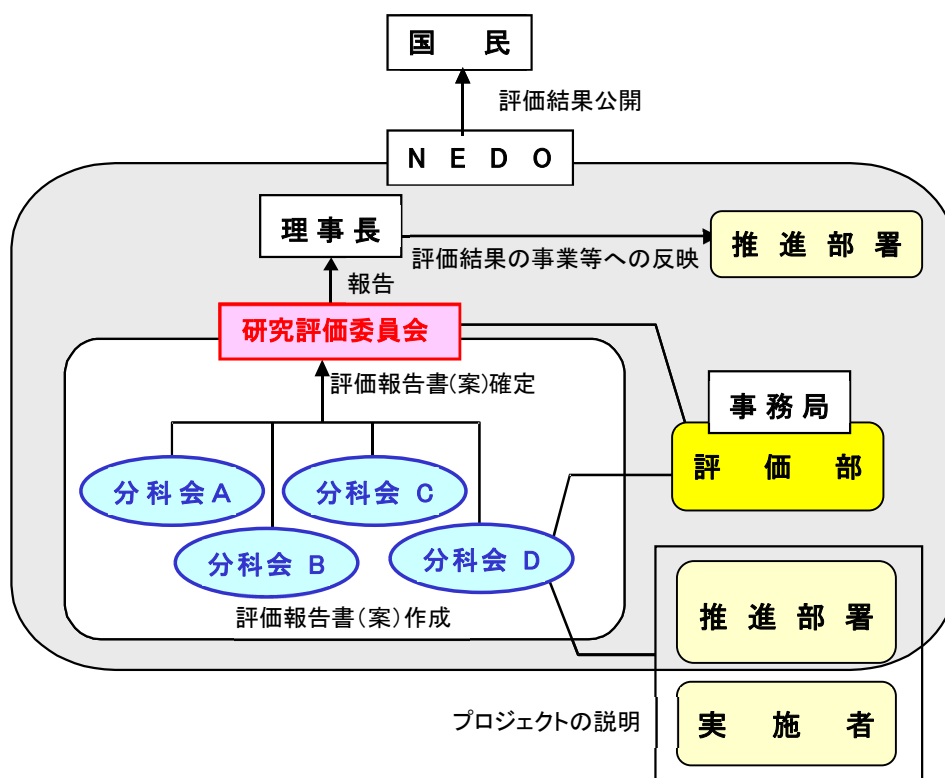 国 民
評価結果公開
N E D O
理事長
推進部署
評価結果の事業等への反映
報告
研究評価委員会
評価報告書(案)確定
事務局
評 価 部
分科会A
分科会 C
分科会 B
分科会 D
評価報告書(案)作成
推進部署
プロジェクトの説明
実 施 者